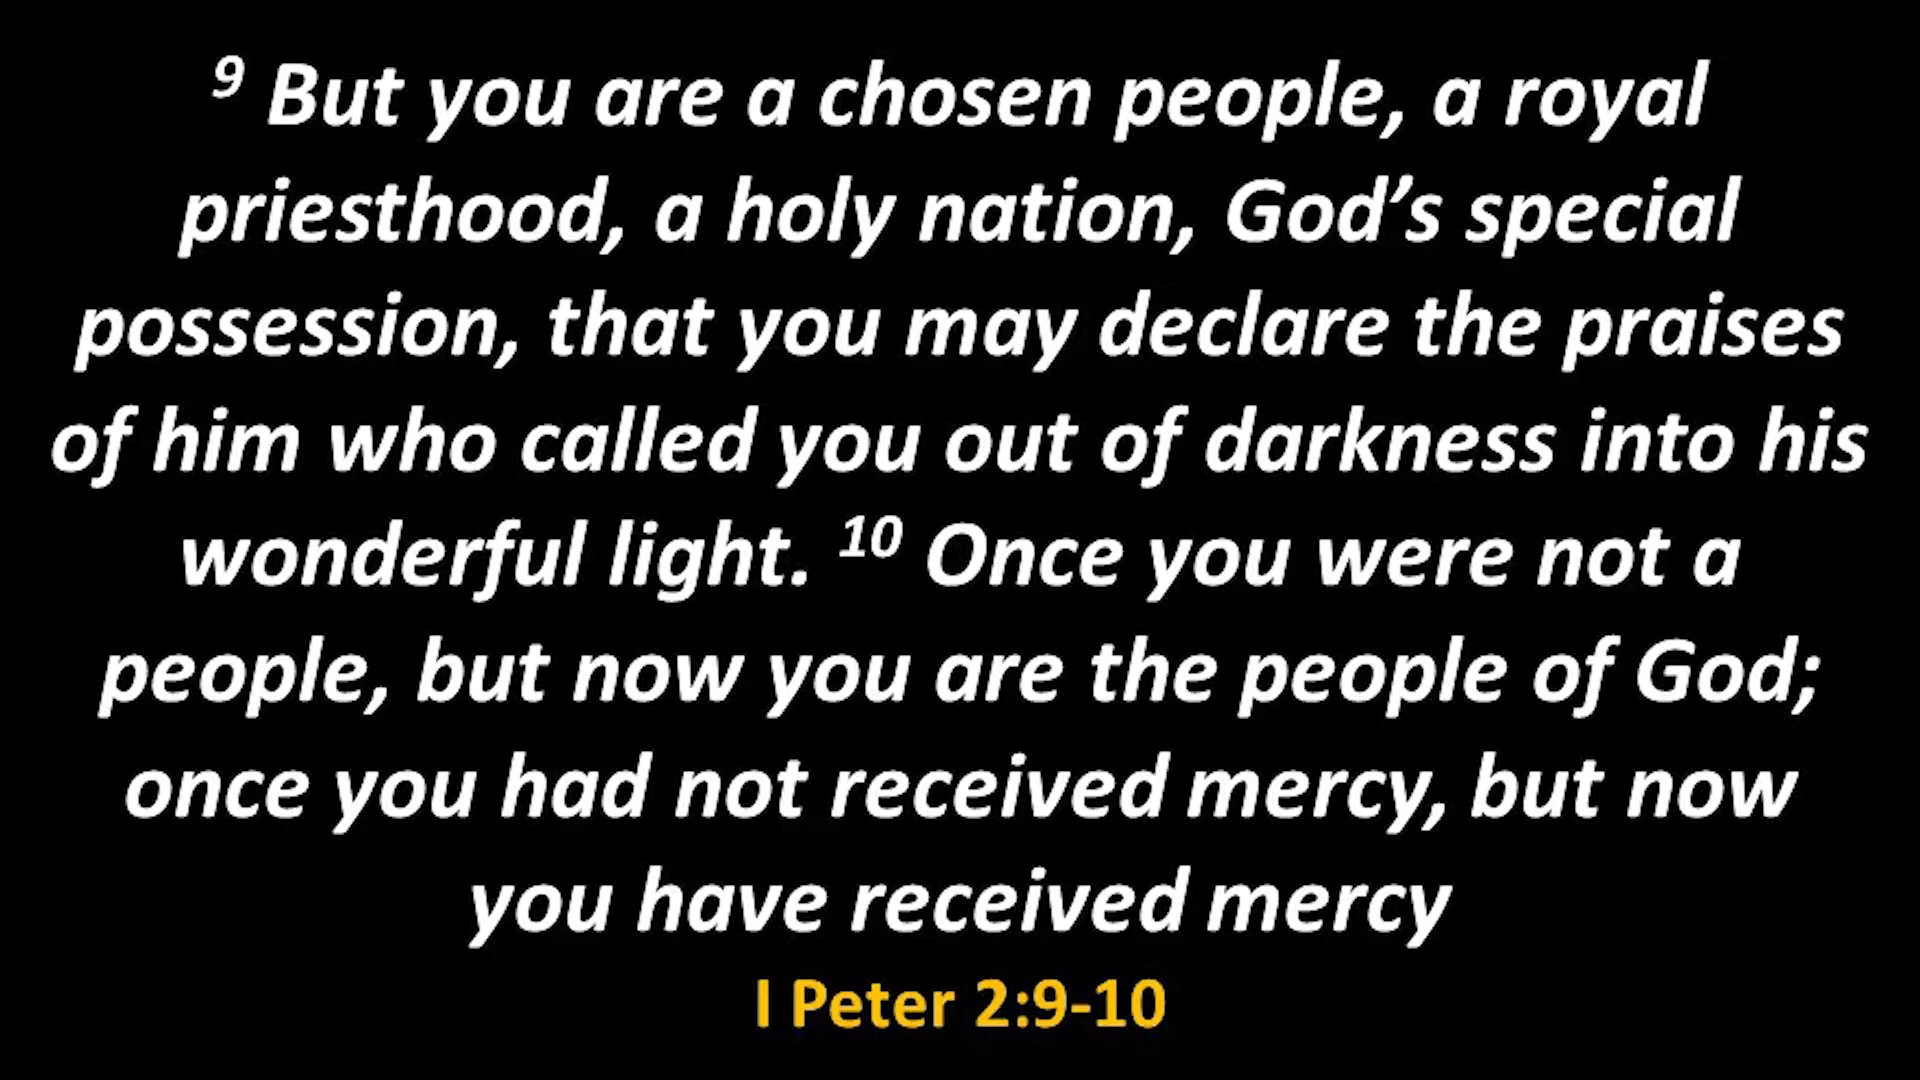 9 But you are a chosen people, a royal
priesthood, a holy nation, God’s special
possession, that you may declare the praises
of him who called you out of darkness into his
wonderful light. 10 Once you were not a
people, but now you are the people of God;
once you had not received mercy, but now
you have received mercy
I Peter 2:9-10